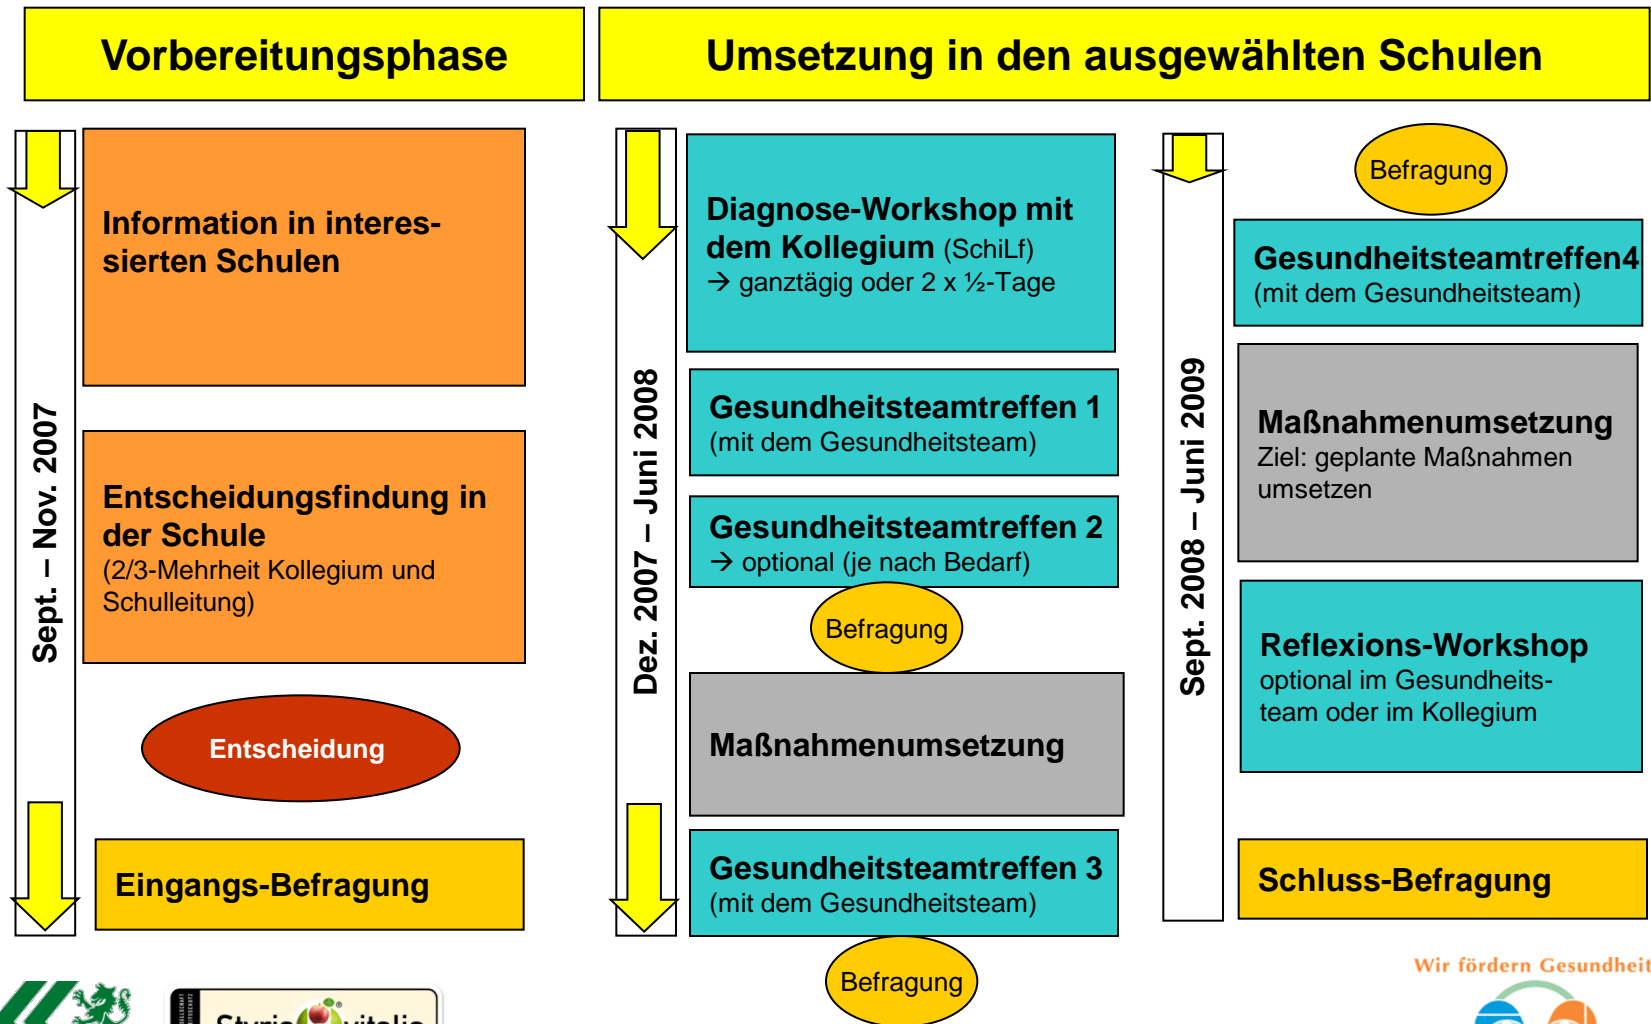 Vorbereitungsphase
Umsetzung in den ausgewählten Schulen
Sept. – Nov. 2007
Information in interes-
sierten Schulen
Entscheidungsfindung in
der Schule
(2/3-Mehrheit Kollegium und
Schulleitung)
Entscheidung
Eingangs-Befragung
Dez. 2007 – Juni 2008
Diagnose-Workshop mit
dem Kollegium (SchiLf)
→ ganztägig oder 2 x ½-Tage
Gesundheitsteamtreffen 1
(mit dem Gesundheitsteam)
Gesundheitsteamtreffen 2
→ optional (je nach Bedarf)
Befragung
Maßnahmenumsetzung
Gesundheitsteamtreffen 3
(mit dem Gesundheitsteam)
Befragung
Sept. 2008 – Juni 2009
Befragung
Gesundheitsteamtreffen4
(mit dem Gesundheitsteam)
Maßnahmenumsetzung
Ziel: geplante Maßnahmen
umsetzen
Reflexions-Workshop
optional im Gesundheits-
team oder im Kollegium
Schluss-Befragung
Styria vitalis
Wir fördern Gesundheit